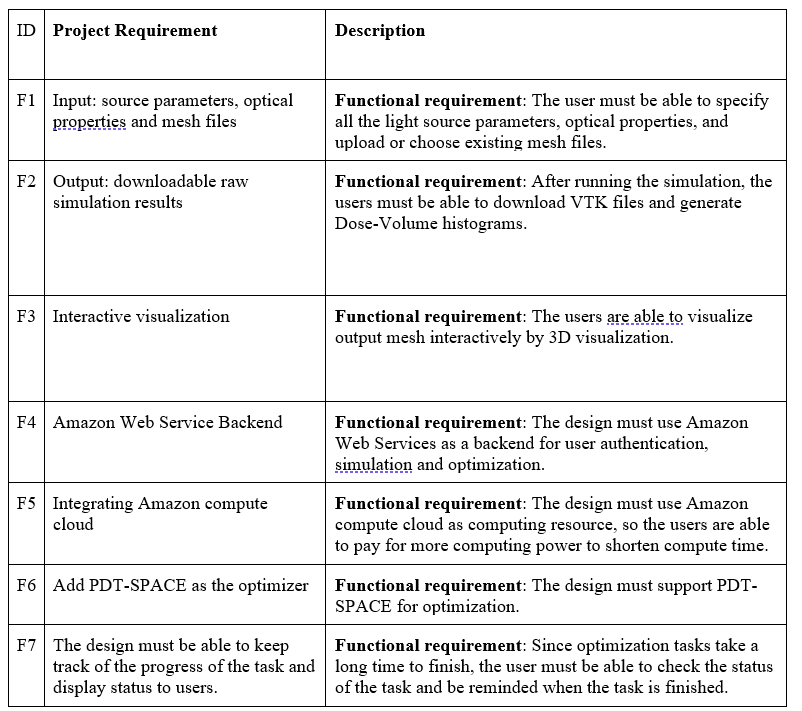 ID Project Requirement Description
F1 Input: source parameters, optical
properties and mesh files
Functional requirement: The user must be able to specify
all the light source parameters, optical properties, and
upload or choose existing mesh files.
F2 Output: downloadable raw
simulation results
Functional requirement: After running the simulation, the
users must be able to download VTK files and generate
Dose-Volume histograms.
F3 Interactive visualization
Functional requirement: The users are able to visualize
output mesh interactively by 3D visualization.
F4 Amazon Web Service Backend
Functional requirement: The design must use Amazon
Web Services as a backend for user authentication,
simulation and optimization.
F5 Integrating Amazon compute
cloud
Functional requirement: The design must use Amazon
compute cloud as computing resource, so the users are able
to pay for more computing power to shorten compute time.
F6 Add PDT-SPACE as the optimizer
Functional requirement: The design must support PDT-
SPACE for optimization.
F7 The design must be able to keep
track of the progress of the task and
display status to users.
Functional requirement: Since optimization tasks take a
long time to finish, the user must be able to check the status
of the task and be reminded when the task is finished.